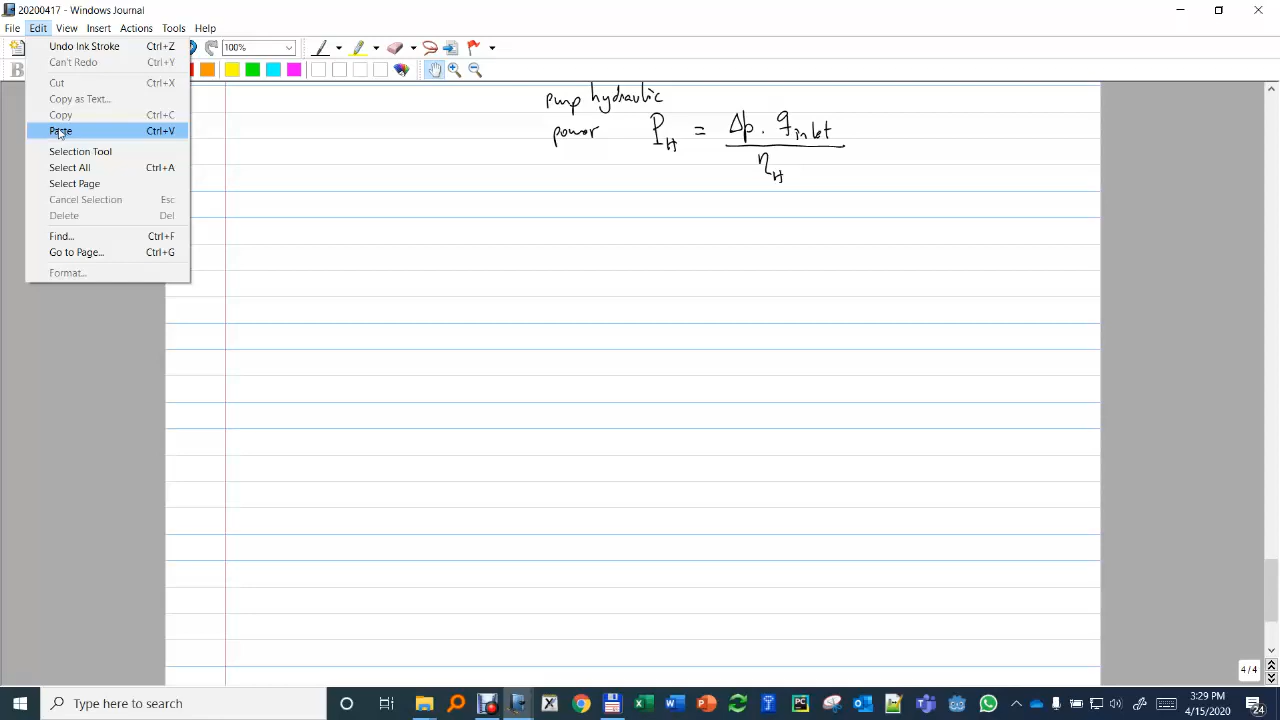 20200417 - Windows Journal
File Edit View Insert Actions Tools Help
100%
B
Undo Ink Stroke Ctrl+Z
Can't Redo Ctrl+Y
Cut Ctrl+X
Copy as Text...
Copy Ctrl+C
Paste Ctrl+V
Selection Tool
Select All Ctrl+A
Select Page
Cancel Selection Esc
Delete Del
Find... Ctrl+F
Go to Page... Ctrl+G
Format...
pump hydraulic
power P_H = Δp. q_inlet
η_H
4/4
Type here to search
3:29 PM
4/15/2020
24